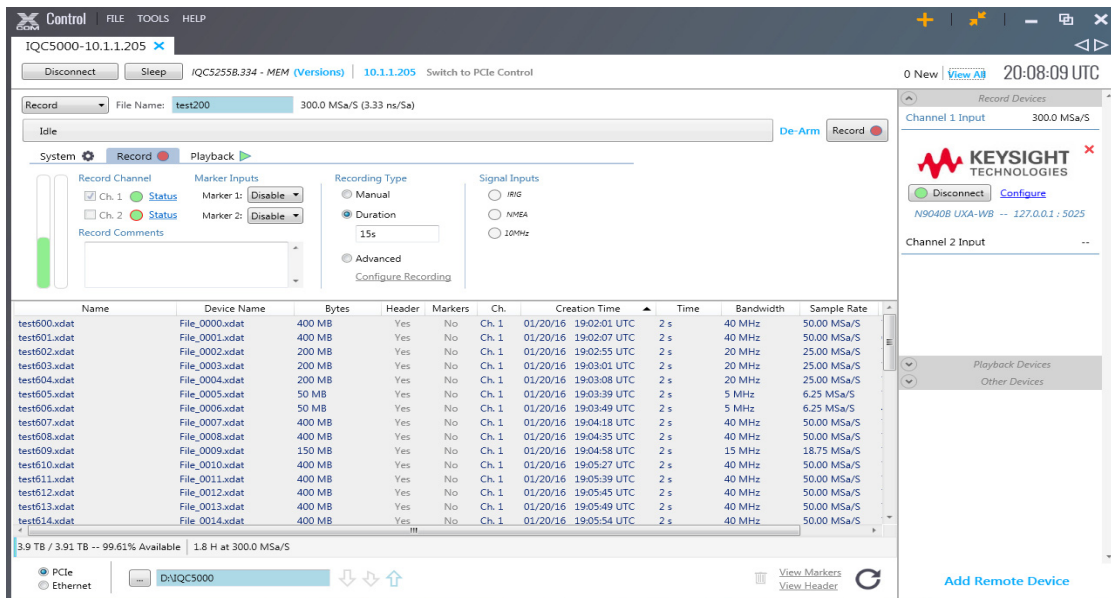 XCOM Control FILE TOOLS HELP
IQC5000-10.1.1.205
Disconnect Sleep IQC5255B.334 - MEM (Versions) 10.1.1.205 Switch to PCIe Control 0 New View All 20:08:09 UTC
Record File Name: test200 300.0 MSa/S (3.33 ns/Sa)
Idle De-Arm Record
System Record Playback
Record Channel Marker Inputs Recording Type Signal Inputs
Ch. 1 Status Marker 1: Disable Manual IRIG
Ch. 2 Status Marker 2: Disable Duration NMEA
Record Comments 15s 10MHz
Advanced
Configure Recording
Name Device Name Bytes Header Markers Ch. Creation Time Time Bandwidth Sample Rate
test600.xdat File_0000.xdat 400 MB Yes No Ch. 1 01/20/16 19:02:01 UTC 2 s 40 MHz 50.00 MSa/S
test601.xdat File_0001.xdat 400 MB Yes No Ch. 1 01/20/16 19:02:07 UTC 2 s 40 MHz 50.00 MSa/S
test602.xdat File_0002.xdat 200 MB Yes No Ch. 1 01/20/16 19:02:55 UTC 2 s 20 MHz 25.00 MSa/S
test603.xdat File_0003.xdat 200 MB Yes No Ch. 1 01/20/16 19:03:01 UTC 2 s 20 MHz 25.00 MSa/S
test604.xdat File_0004.xdat 200 MB Yes No Ch. 1 01/20/16 19:03:08 UTC 2 s 20 MHz 25.00 MSa/S
test605.xdat File_0005.xdat 50 MB Yes No Ch. 1 01/20/16 19:03:39 UTC 2 s 5 MHz 6.25 MSa/S
test606.xdat File_0006.xdat 50 MB Yes No Ch. 1 01/20/16 19:03:49 UTC 2 s 5 MHz 6.25 MSa/S
test607.xdat File_0007.xdat 400 MB Yes No Ch. 1 01/20/16 19:04:18 UTC 2 s 40 MHz 50.00 MSa/S
test608.xdat File_0008.xdat 400 MB Yes No Ch. 1 01/20/16 19:04:35 UTC 2 s 40 MHz 50.00 MSa/S
test609.xdat File_0009.xdat 150 MB Yes No Ch. 1 01/20/16 19:04:58 UTC 2 s 15 MHz 18.75 MSa/S
test610.xdat File_0010.xdat 400 MB Yes No Ch. 1 01/20/16 19:05:27 UTC 2 s 40 MHz 50.00 MSa/S
test611.xdat File_0011.xdat 400 MB Yes No Ch. 1 01/20/16 19:05:39 UTC 2 s 40 MHz 50.00 MSa/S
test612.xdat File_0012.xdat 400 MB Yes No Ch. 1 01/20/16 19:05:45 UTC 2 s 40 MHz 50.00 MSa/S
test613.xdat File_0013.xdat 400 MB Yes No Ch. 1 01/20/16 19:05:49 UTC 2 s 40 MHz 50.00 MSa/S
test614.xdat File_0014.xdat 400 MB Yes No Ch. 1 01/20/16 19:05:54 UTC 2 s 40 MHz 50.00 MSa/S
3.9 TB / 3.91 TB -- 99.61% Available 1.8 H at 300.0 MSa/S
PCIe
Ethernet
... D:\IQC5000
View Markers
View Header
Record Devices
Channel 1 Input 300.0 MSa/S
KEYSIGHT
TECHNOLOGIES
Disconnect Configure
N9040B UXA-WB -- 127.0.0.1 : 5025
Channel 2 Input --
Playback Devices
Other Devices
Add Remote Device